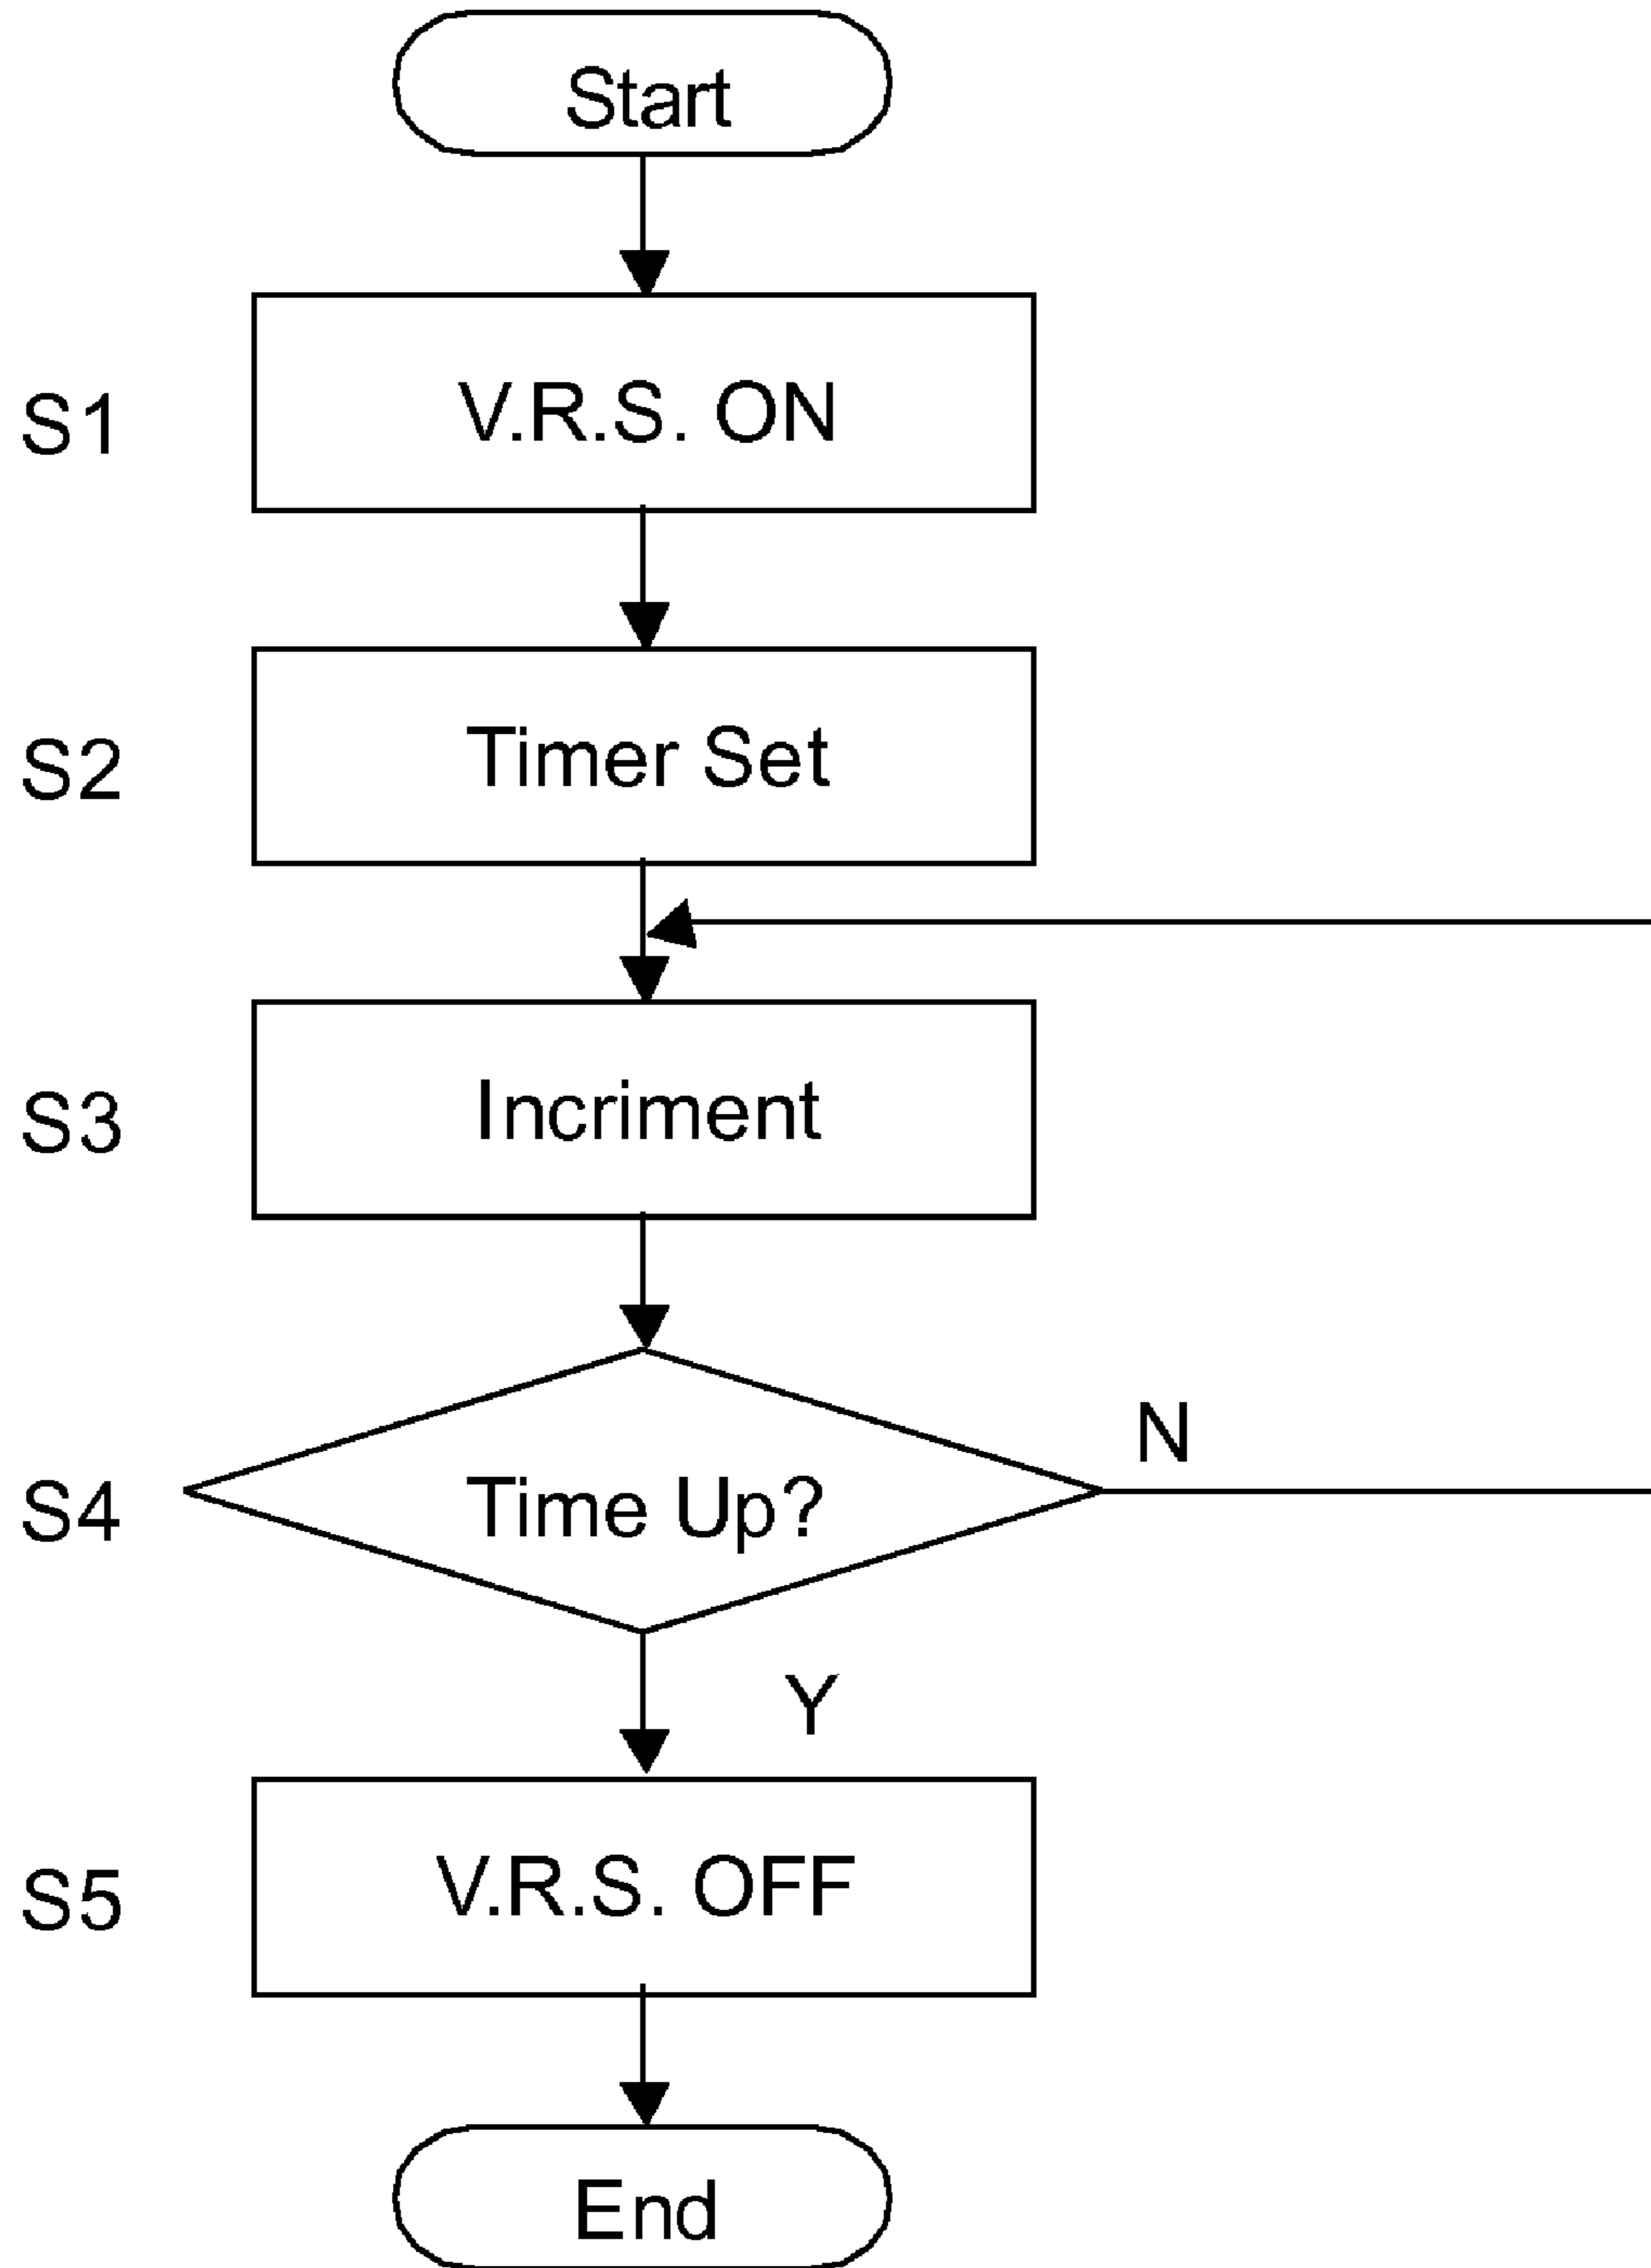 Start
S1
V.R.S. ON
S2
Timer Set
S3
Incriment
S4
Time Up?
N
Y
S5
V.R.S. OFF
End